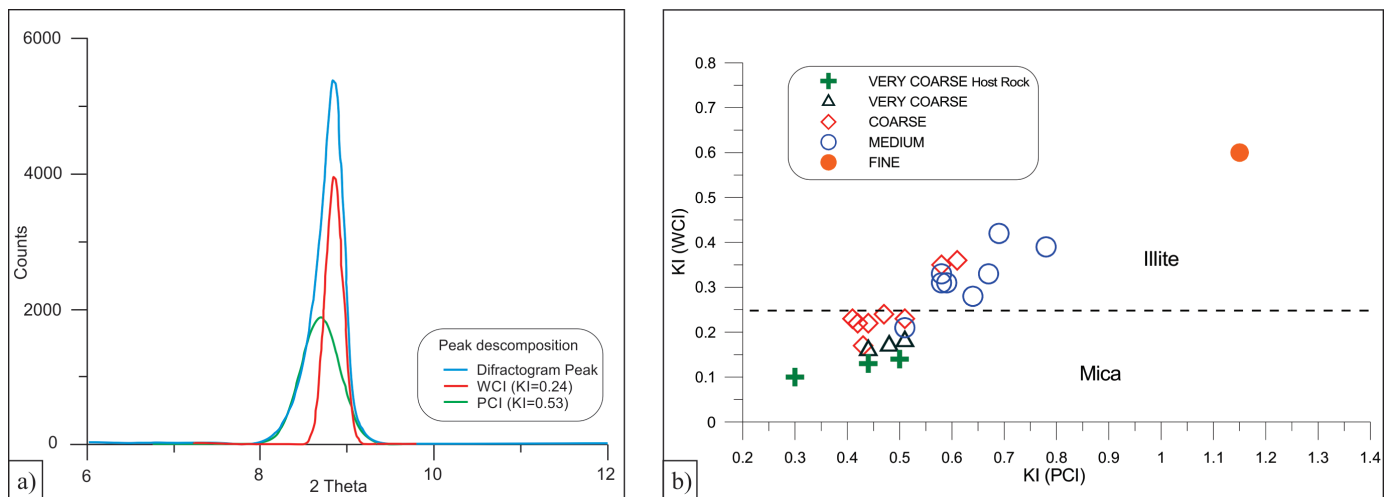 6000
4000
2000
0
Counts
6
8
10
12
2 Theta
Peak descomposition
Difractogram Peak
WCI (KI=0.24)
PCI (KI=0.53)
a)
0.8
0.7
0.6
0.5
0.4
0.3
0.2
0.1
0
KI (WCI)
VERY COARSE Host Rock
VERY COARSE
COARSE
MEDIUM
FINE
Illite
Mica
0.2 0.3 0.4 0.5 0.6 0.7 0.8 0.9 1 1.1 1.2 1.3 1.4
KI (PCI)
b)